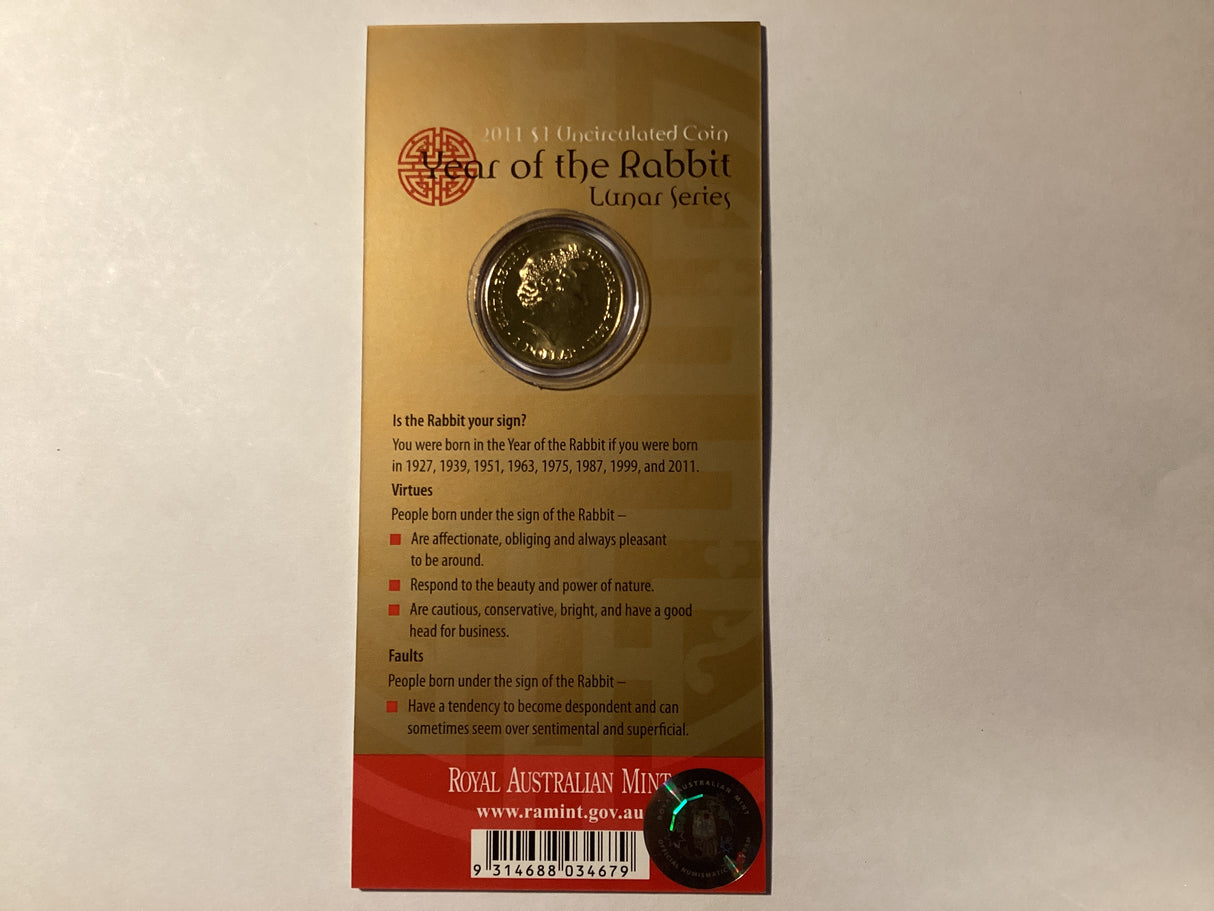 2011 $1 Uncirculated Coin
Year of the Rabbit
Lunar Series
Is the Rabbit your sign?
You were born in the Year of the Rabbit if you were born
in 1927, 1939, 1951, 1963, 1975, 1987, 1999, and 2011.
Virtues
People born under the sign of the Rabbit –
Are affectionate, obliging and always pleasant
to be around.
Respond to the beauty and power of nature.
Are cautious, conservative, bright, and have a good
head for business.
Faults
People born under the sign of the Rabbit –
Have a tendency to become despondent and can
sometimes seem over sentimental and superficial.
ROYAL AUSTRALIAN MINT
www.ramint.gov.au
9 314688 034679
ROYAL AUSTRALIAN MINT
OFFICIAL NUMISMATIC